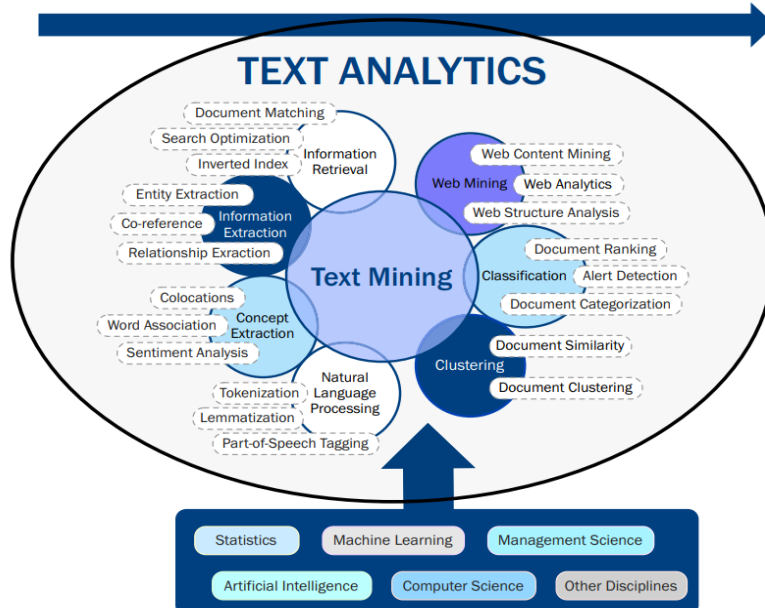 TEXT ANALYTICS
Document Matching
Search Optimization
Inverted Index
Information
Retrieval
Entity Extraction
Co-reference
Relationship Exraction
Information
Extraction
Colocations
Word Association
Sentiment Analysis
Concept
Extraction
Tokenization
Lemmatization
Part-of-Speech Tagging
Natural
Language
Processing
Text Mining
Web Mining
Web Content Mining
Web Analytics
Web Structure Analysis
Classification
Document Ranking
Alert Detection
Document Categorization
Clustering
Document Similarity
Document Clustering
Statistics
Machine Learning
Management Science
Artificial Intelligence
Computer Science
Other Disciplines